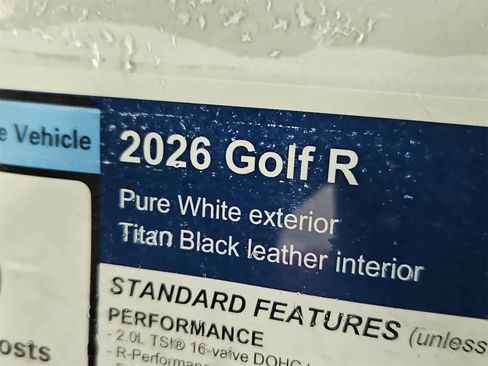 e Vehicle
2026 Golf R
Pure White exterior
Titan Black leather interior
STANDARD FEATURES (unless
PERFORMANCE
- 2.0L TSI® 16-valve DOHC
- R-Performan
osts